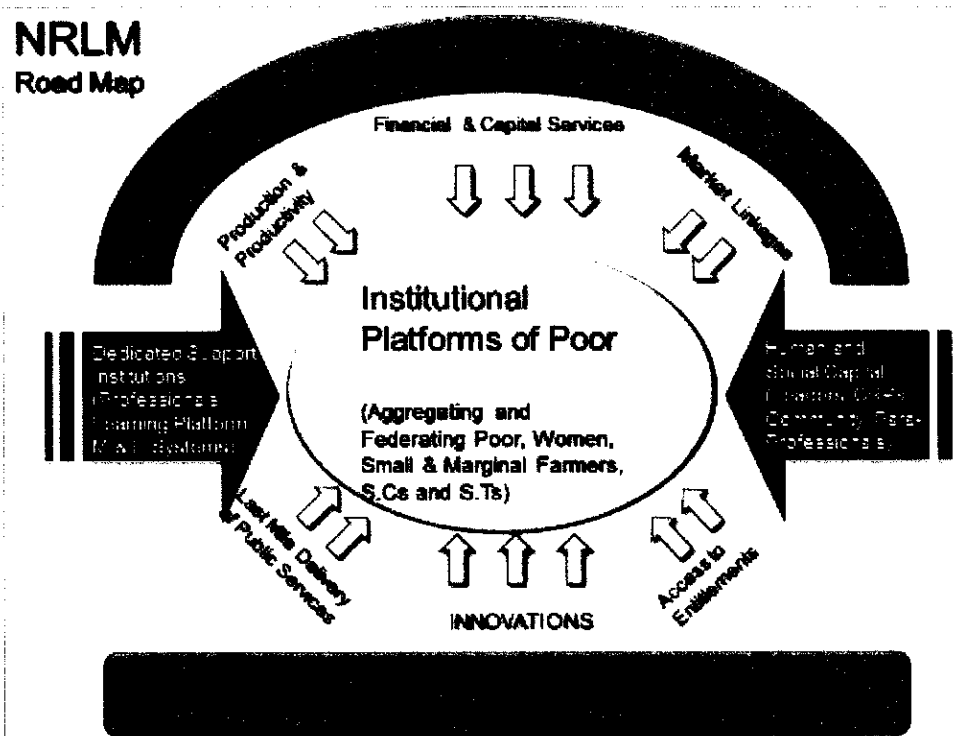 NRLM
Road Map
Financial & Capital Services
Production &
Productivity
Market Linkages
Institutional
Platforms of Poor
(Aggregating and
Federating Poor, Women,
Small & Marginal Farmers,
S.Cs and S.Ts)
Dedicated Support
Institutions
(Professionals
Learning Platform
Systems)
Human and
Social Capital
Community Para-
Professionals)
Last Mile Delivery
of Public Services
INNOVATIONS
Access to
Entitlements